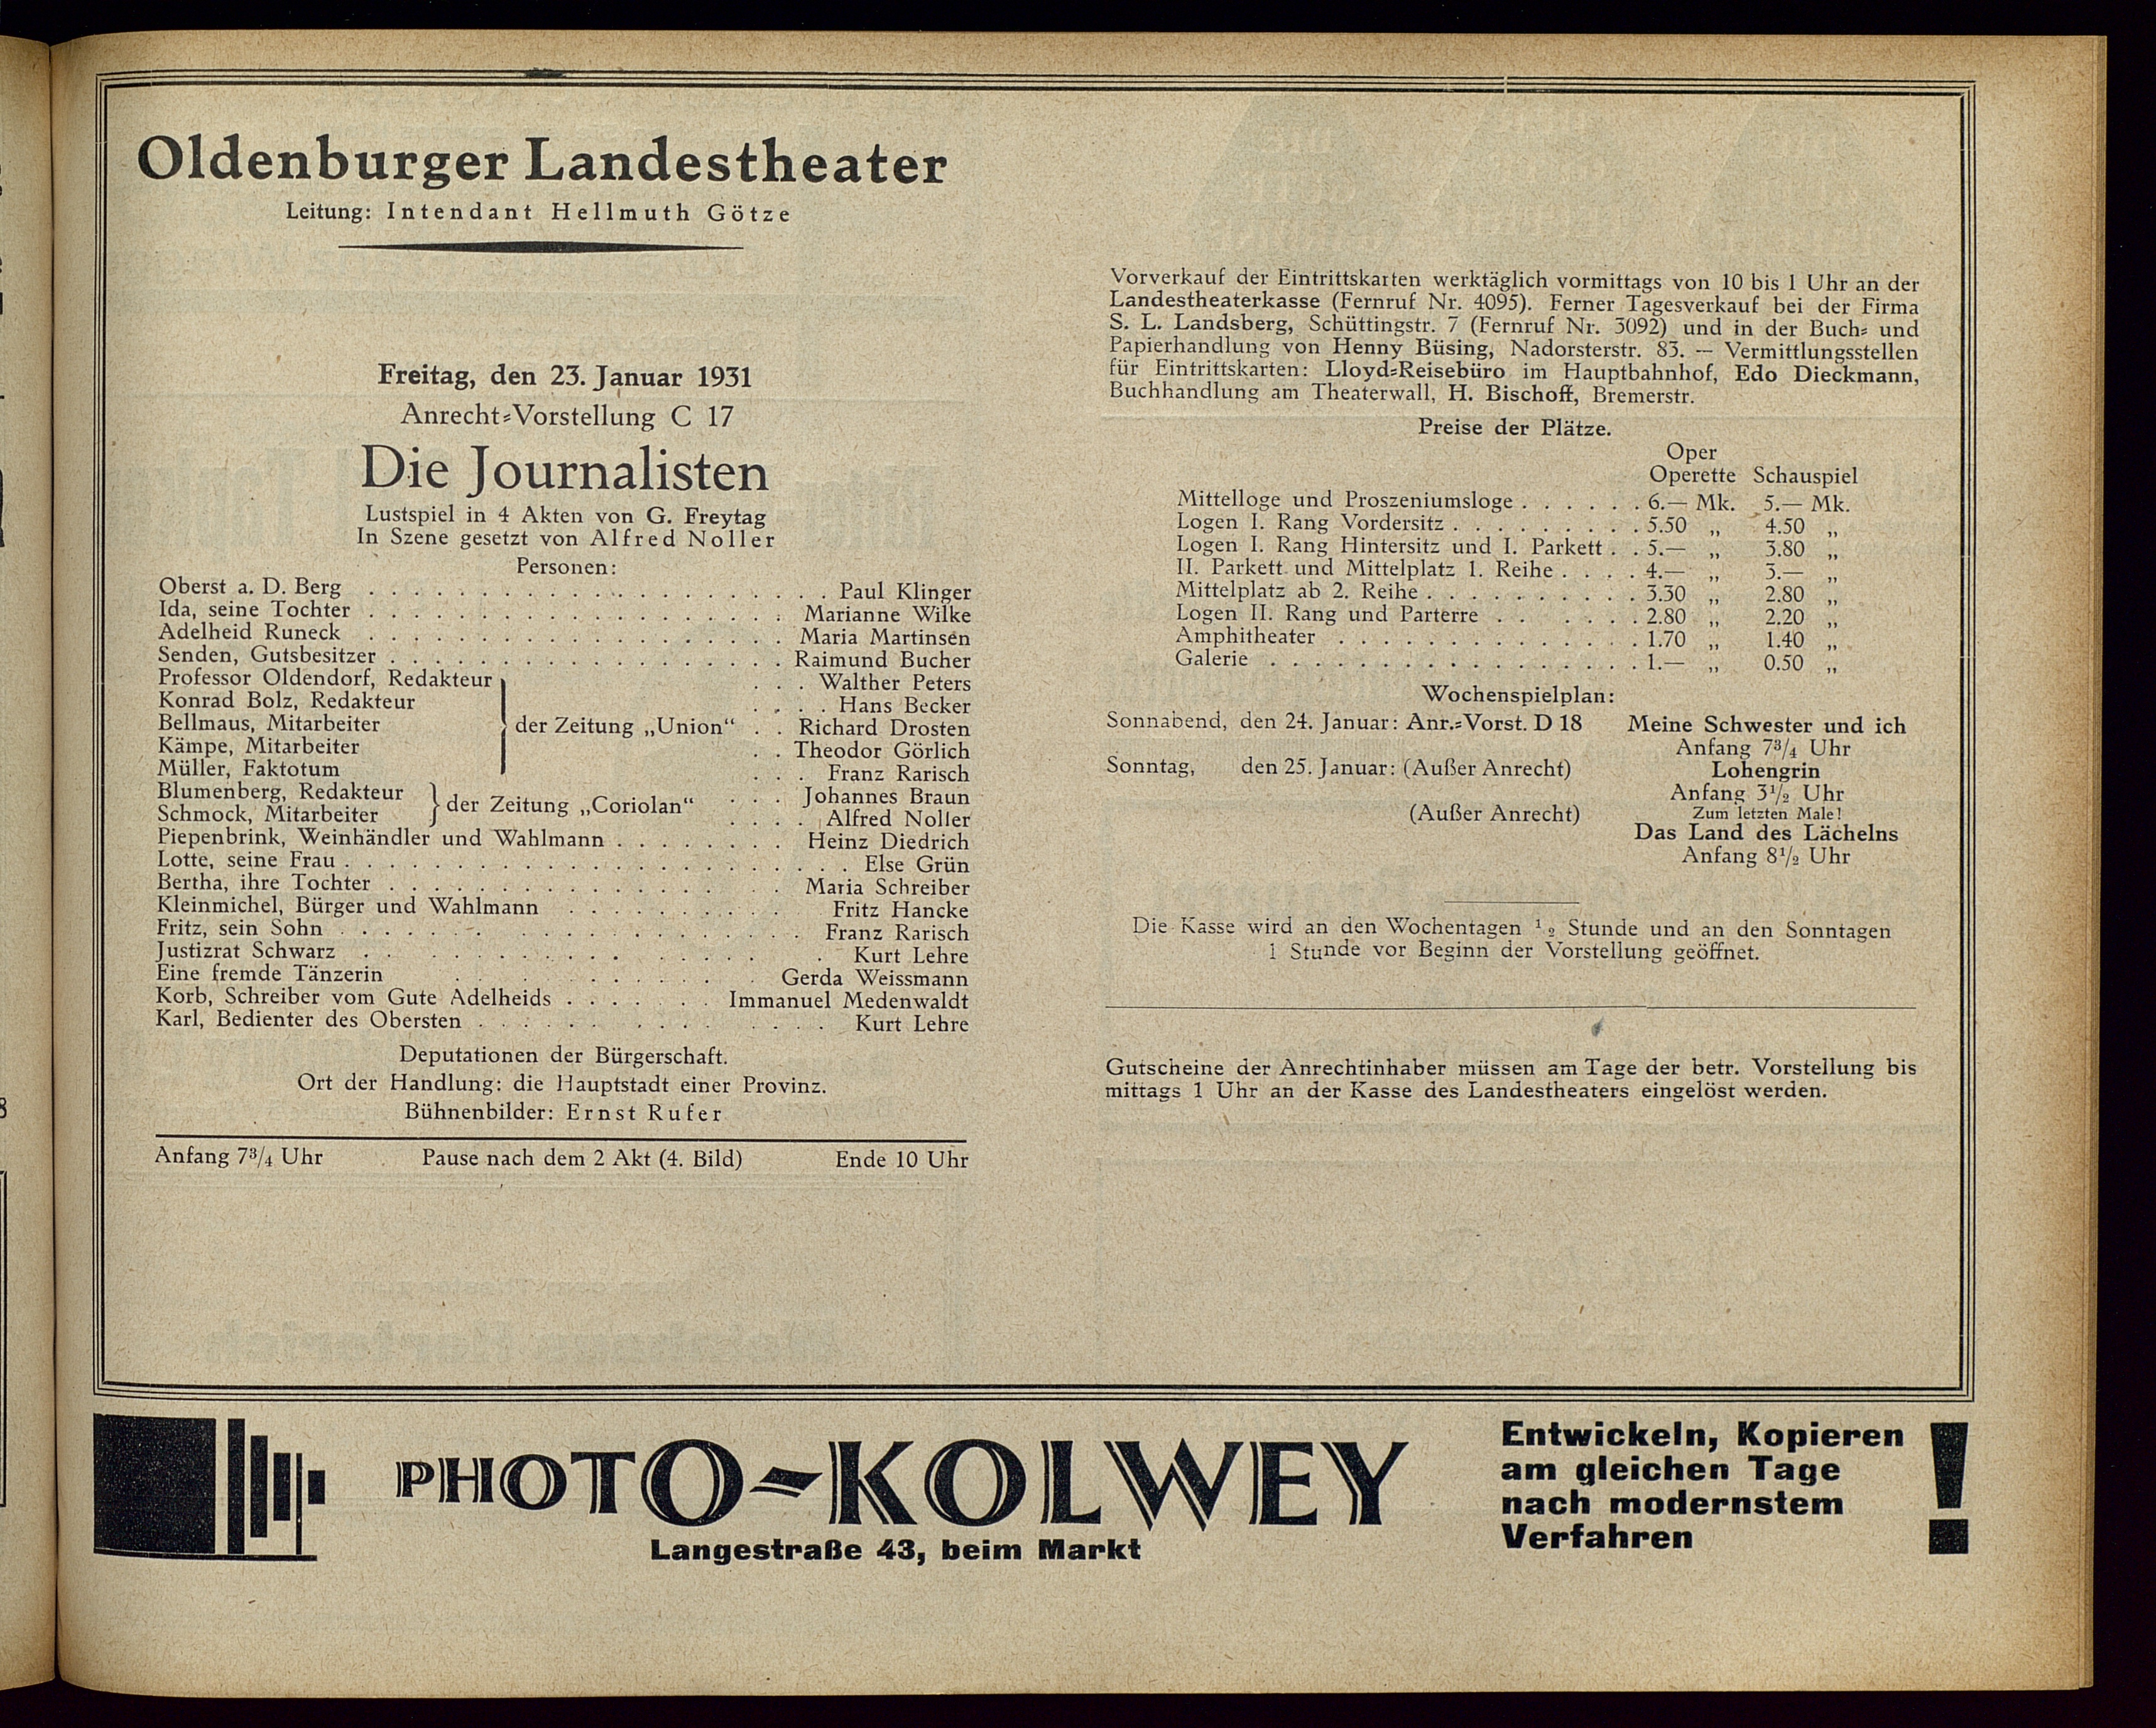 Oldenburger Landestheater
Leitung: Intendant Hellmuth Götze
Freitag, den 23. Januar 1931
Anrecht-Vorstellung C 17
Die Journalisten
Lustspiel in 4 Akten von G. Freytag
In Szene gesetzt von Alfred Noller
Personen:
Oberst a. D. Berg . . . . . Paul Klinger
Ida, seine Tochter . . . . . Marianne Wilke
Adelheid Runeck . . . . . Maria Martinsen
Senden, Gutsbesitzer . . . . . Raimund Bucher
Professor Oldendorf, Redakteur . . . Walther Peters
Konrad Bolz, Redakteur . . . . Hans Becker
Bellmaus, Mitarbeiter } der Zeitung „Union“ . . Richard Drosten
Kämpe, Mitarbeiter . . Theodor Görlich
Müller, Faktotum . . . Franz Rarisch
Blumenberg, Redakteur } der Zeitung „Coriolan“ . . . Johannes Braun
Schmock, Mitarbeiter . . . . Alfred Noller
Piepenbrink, Weinhändler und Wahlmann . . . . . Heinz Diedrich
Lotte, seine Frau . . . . . Else Grün
Bertha, ihre Tochter . . . . . Maria Schreiber
Kleinmichel, Bürger und Wahlmann . . . . . Fritz Hancke
Fritz, sein Sohn . . . . . Franz Rarisch
Justizrat Schwarz . . . . . Kurt Lehre
Eine fremde Tänzerin . . . . . Gerda Weissmann
Korb, Schreiber vom Gute Adelheids . . . . . Immanuel Medenwaldt
Karl, Bedienter des Obersten . . . . . Kurt Lehre
Deputationen der Bürgerschaft.
Ort der Handlung: die Hauptstadt einer Provinz.
Bühnenbilder: Ernst Rufer
Anfang 7¾ Uhr Pause nach dem 2 Akt (4. Bild) Ende 10 Uhr
Vorverkauf der Eintrittskarten werktäglich vormittags von 10 bis 1 Uhr an der
Landestheaterkasse (Fernruf Nr. 4095). Ferner Tagesverkauf bei der Firma
S. L. Landsberg, Schüttingstr. 7 (Fernruf Nr. 3092) und in der Buch- und
Papierhandlung von Henny Büsing, Nadorsterstr. 83. — Vermittlungsstellen
für Eintrittskarten: Lloyd-Reisebüro im Hauptbahnhof, Edo Dieckmann,
Buchhandlung am Theaterwall, H. Bischoff, Bremerstr.
Preise der Plätze.
Oper
Operette Schauspiel
Mittelloge und Proszeniumsloge . . . . . . 6.— Mk. 5.— Mk.
Logen I. Rang Vordersitz . . . . . 5.50 „ 4.50 „
Logen I. Rang Hintersitz und I. Parkett . . 5.— „ 3.80 „
II. Parkett und Mittelplatz 1. Reihe . . . . 4.— „ 3.— „
Mittelplatz ab 2. Reihe . . . . . 3.30 „ 2.80 „
Logen II. Rang und Parterre . . . . . 2.80 „ 2.20 „
Amphitheater . . . . . 1.70 „ 1.40 „
Galerie . . . . . 1.— „ 0.50 „
Wochenspielplan:
Sonnabend, den 24. Januar: Anr.-Vorst. D 18 Meine Schwester und ich
Anfang 7¾ Uhr
Sonntag, den 25. Januar: (Außer Anrecht) Lohengrin
Anfang 3½ Uhr
(Außer Anrecht) Zum letzten Male!
Das Land des Lächelns
Anfang 8½ Uhr
Die Kasse wird an den Wochentagen ½ Stunde und an den Sonntagen
1 Stunde vor Beginn der Vorstellung geöffnet.
Gutscheine der Anrechtinhaber müssen am Tage der betr. Vorstellung bis
mittags 1 Uhr an der Kasse des Landestheaters eingelöst werden.
PHOTO-KOLWEY
Langestraße 43, beim Markt
Entwickeln, Kopieren
am gleichen Tage
nach modernstem
Verfahren !